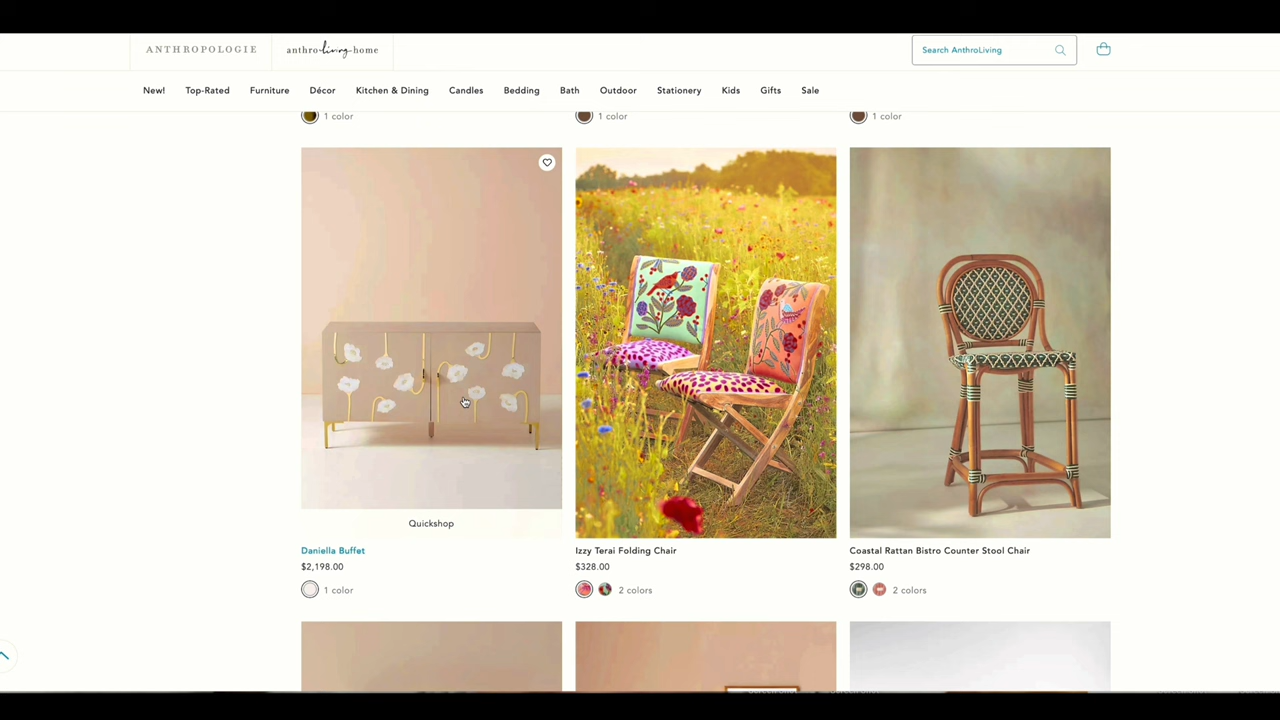 ANTHROPOLOGIE
anthro living home
Search AnthroLiving
New! Top-Rated Furniture Décor Kitchen & Dining Candles Bedding Bath Outdoor Stationery Kids Gifts Sale
1 color 1 color 1 color
Quickshop
Daniella Buffet Izzy Terai Folding Chair Coastal Rattan Bistro Counter Stool Chair
$2,198.00 $328.00 $298.00
1 color 2 colors 2 colors